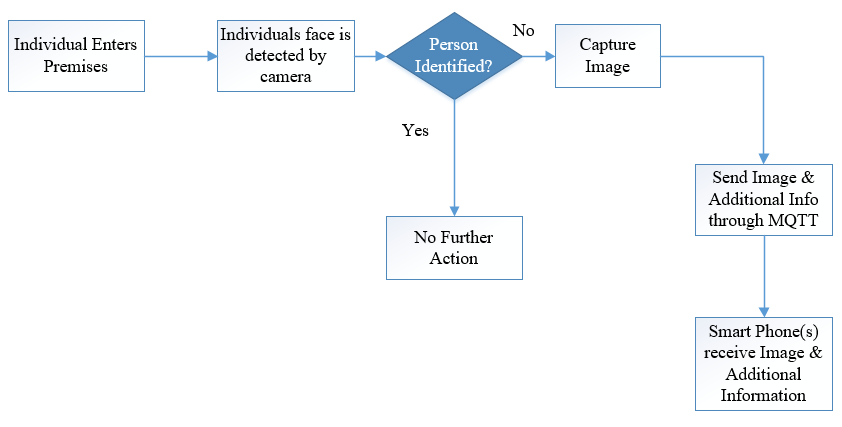 Individual Enters
Premises
Individuals face is
detected by
camera
Person
Identified?
No
Capture
Image
Yes
No Further
Action
Send Image &
Additional Info
through MQTT
Smart Phone(s)
receive Image &
Additional
Information